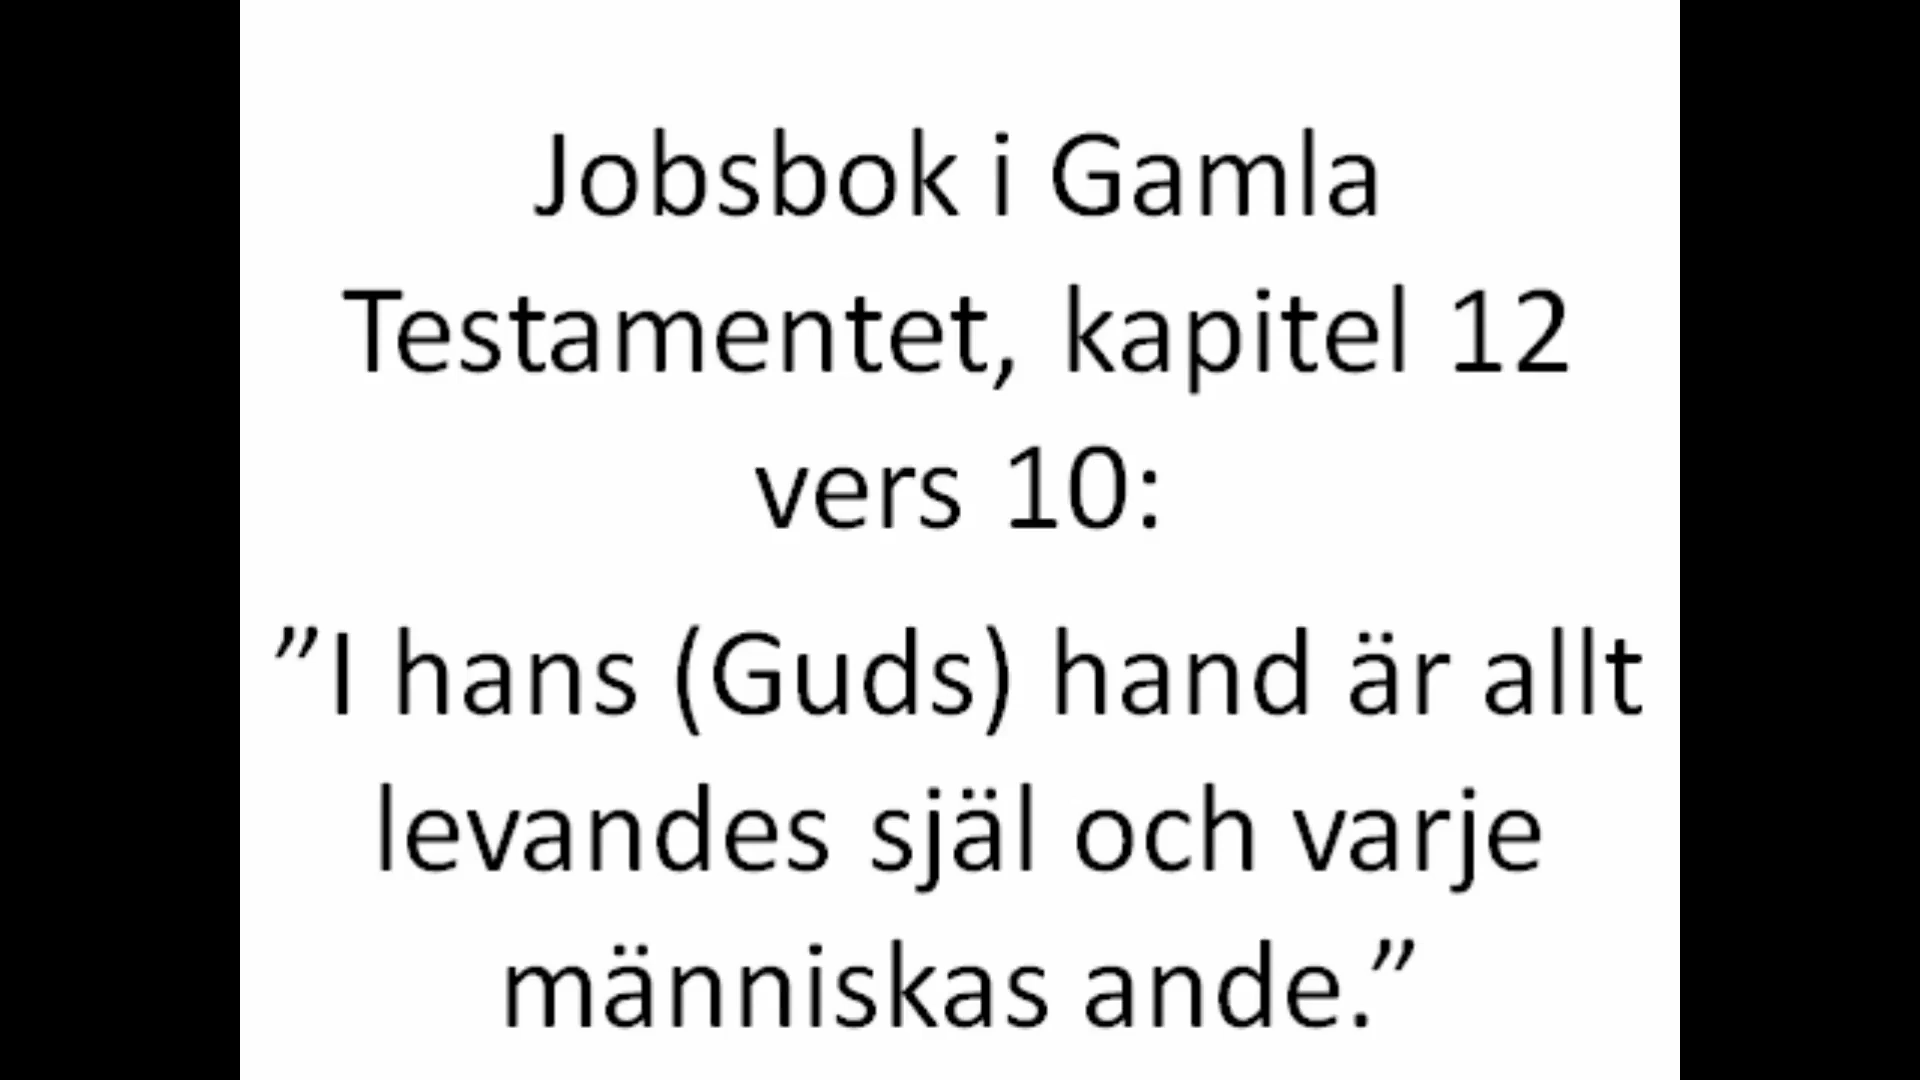 Jobsbok i Gamla
Testamentet, kapitel 12
vers 10:
”I hans (Guds) hand är allt
levandes själ och varje
människas ande.”